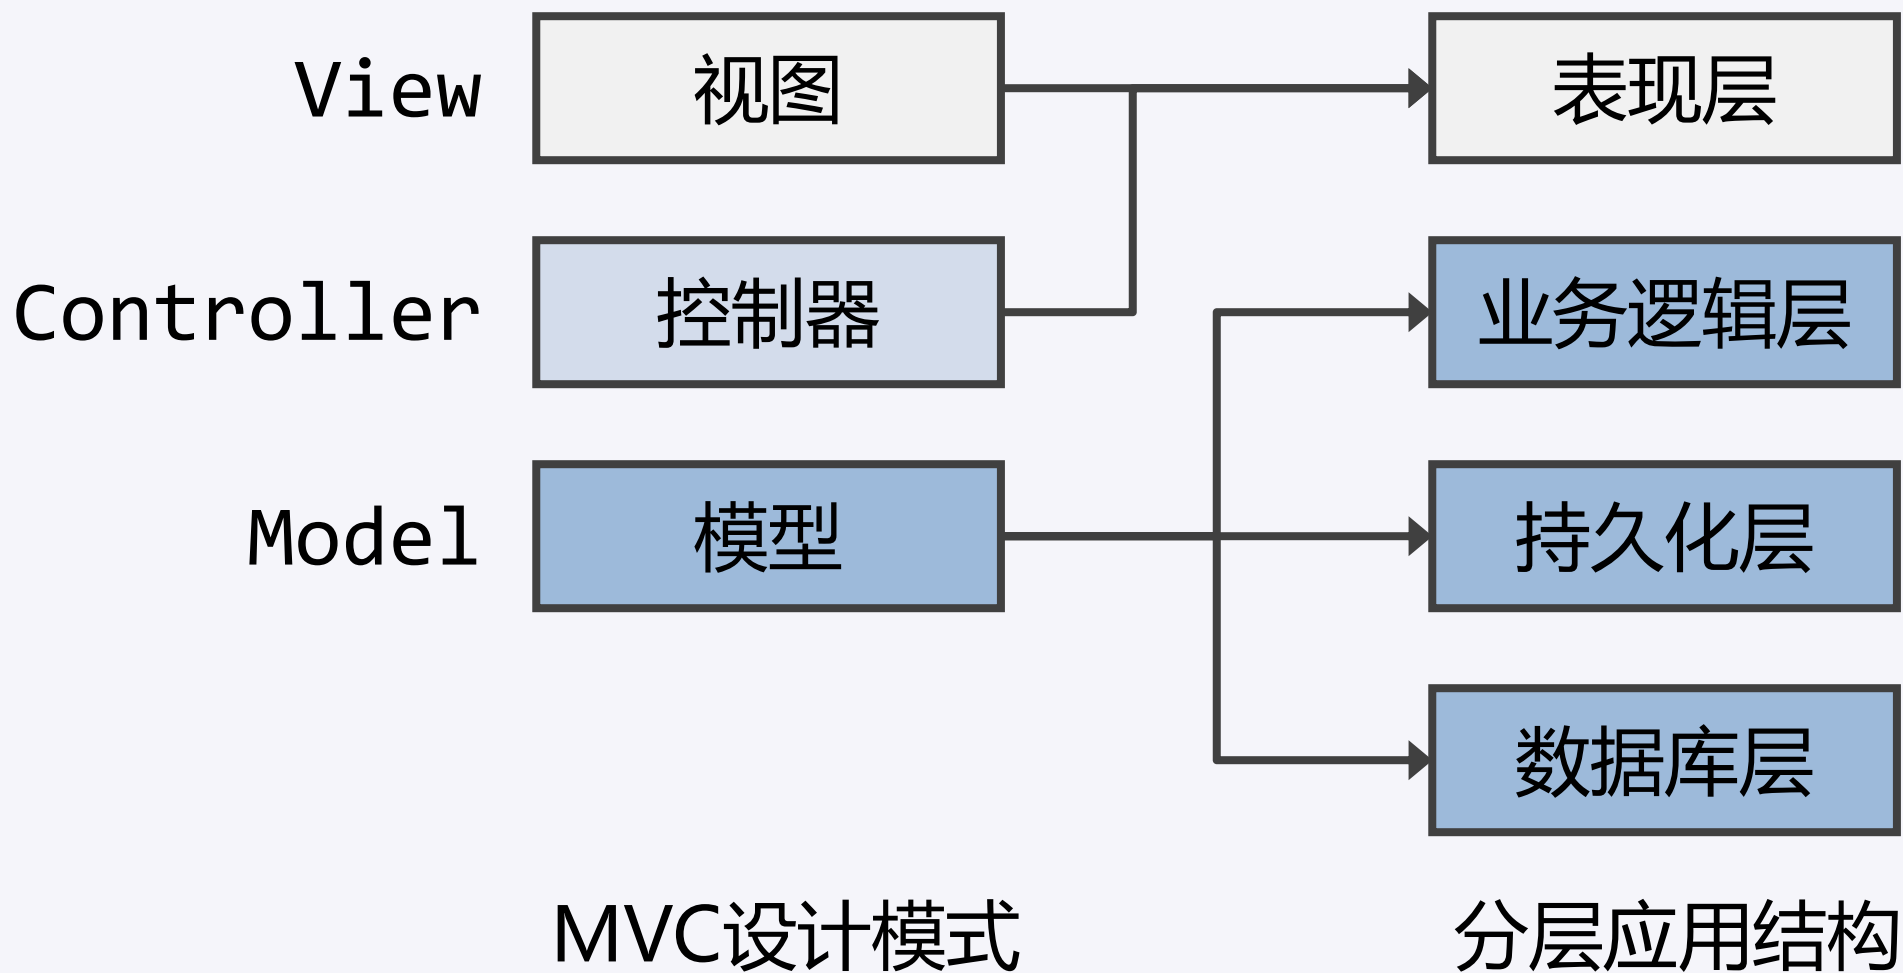 View 视图 表现层
Controller 控制器 业务逻辑层
Model 模型 持久化层
数据库层
MVC设计模式 分层应用结构